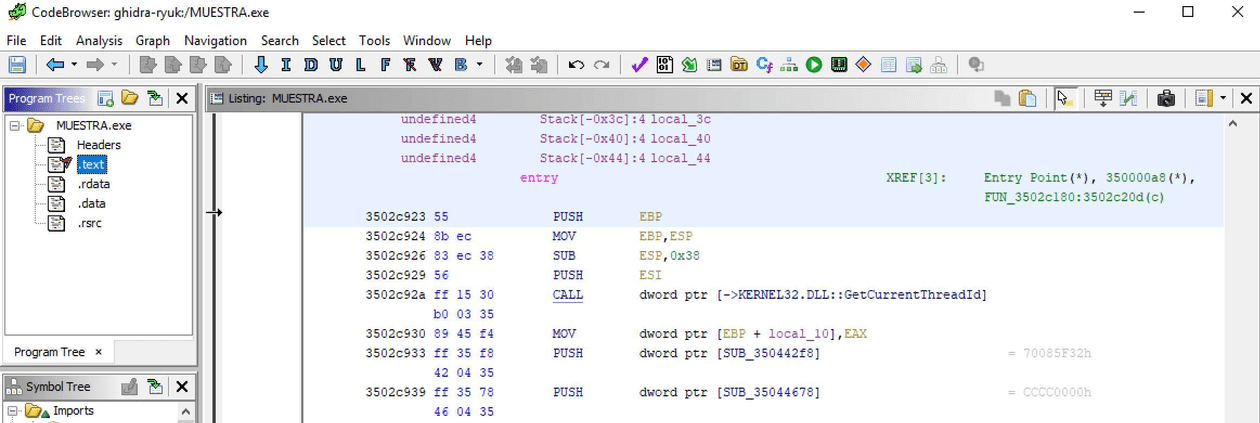 CodeBrowser: ghidra-ryuk:/MUESTRA.exe
File Edit Analysis Graph Navigation Search Select Tools Window Help
I D U L F R V B
Program Trees
Listing: MUESTRA.exe
MUESTRA.exe
Headers
.text
.rdata
.data
.rsrc
Program Tree ×
Symbol Tree
Imports
undefined4 Stack[-0x3c]:4 local_3c
undefined4 Stack[-0x40]:4 local_40
undefined4 Stack[-0x44]:4 local_44
entry XREF[3]: Entry Point(*), 350000a8(*),
FUN_3502c180:3502c20d(c)
3502c923 55 PUSH EBP
3502c924 8b ec MOV EBP,ESP
3502c926 83 ec 38 SUB ESP,0x38
3502c929 56 PUSH ESI
3502c92a ff 15 30 CALL dword ptr [->KERNEL32.DLL::GetCurrentThreadId]
b0 03 35
3502c930 89 45 f4 MOV dword ptr [EBP + local_10],EAX
3502c933 ff 35 f8 PUSH dword ptr [SUB_350442f8] = 70085F32h
42 04 35
3502c939 ff 35 78 PUSH dword ptr [SUB_35044678] = CCCC0000h
46 04 35